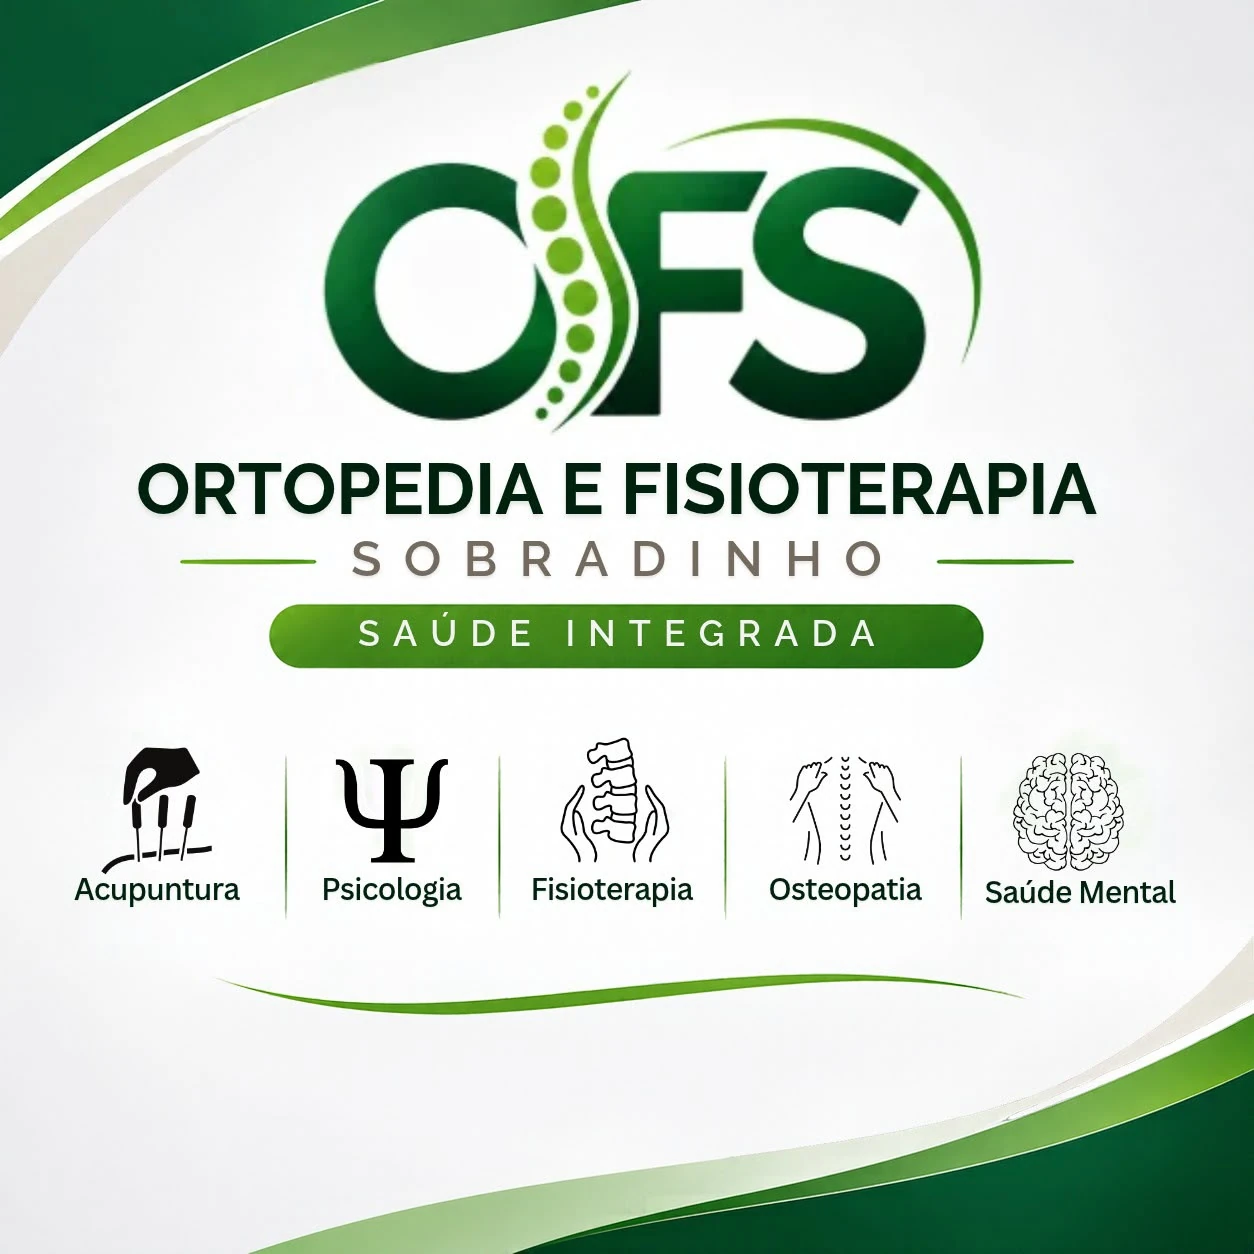 OFS
ORTOPEDIA E FISIOTERAPIA
SOBRADINHO
SAÚDE INTEGRADA
Ψ
Acupuntura
Psicologia
Fisioterapia
Osteopatia
Saúde Mental